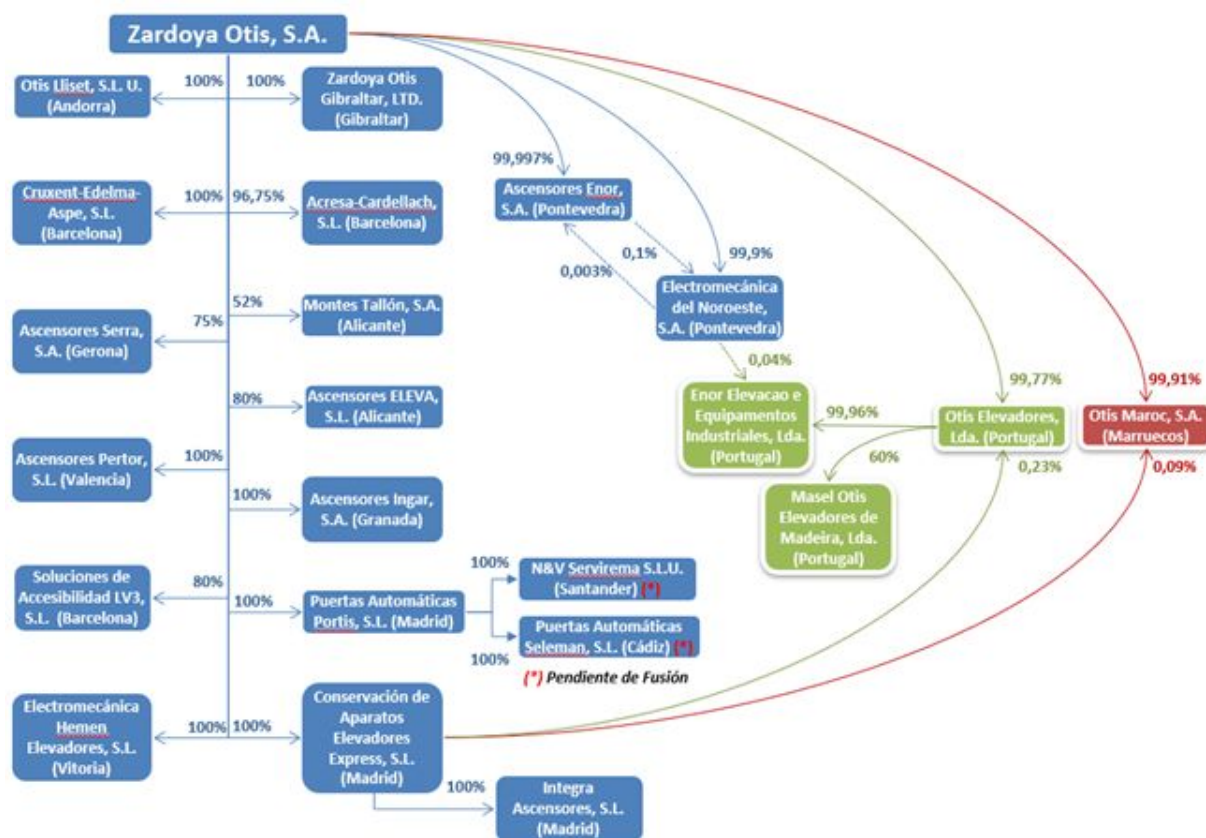 Zardoya Otis, S.A.
Otis Lliset, S.L. U.
(Andorra)
100%
100%
Zardoya Otis
Gibraltar, LTD.
(Gibraltar)
Cruxent-Edelma-
Aspe, S.L.
(Barcelona)
100%
96,75%
Acresa-Cardellach,
S.L. (Barcelona)
99,997%
Ascensores Enor,
S.A. (Pontevedra)
0,1%
0,003%
99,9%
Electromecánica
del Noroeste,
S.A. (Pontevedra)
52%
Montes Tallón, S.A.
(Alicante)
Ascensores Serra,
S.A. (Gerona)
75%
0,04%
80%
Ascensores ELEVA,
S.L. (Alicante)
Enor Elevacao e
Equipamentos
Industriales, Lda.
(Portugal)
99,96%
99,77%
Otis Elevadores,
Lda. (Portugal)
0,23%
99,91%
Otis Maroc, S.A.
(Marruecos)
0,09%
60%
Masel Otis
Elevadores de
Madeira, Lda.
(Portugal)
Ascensores Pertor,
S.L. (Valencia)
100%
100%
Ascensores Ingar,
S.A. (Granada)
Soluciones de
Accesibilidad LV3,
S.L. (Barcelona)
80%
100%
Puertas Automáticas
Portis, S.L. (Madrid)
100%
N&V Servirema S.L.U.
(Santander) (*)
100%
Puertas Automáticas
Seleman, S.L. (Cádiz) (*)
(*) Pendiente de Fusión
Electromecánica
Hemen
Elevadores, S.L.
(Vitoria)
100%
100%
Conservación de
Aparatos
Elevadores
Express, S.L.
(Madrid)
100%
Integra
Ascensores, S.L.
(Madrid)